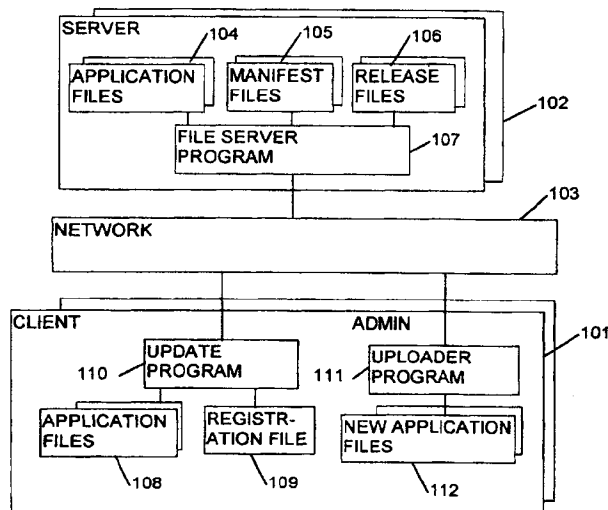 SERVER
104
105
106
APPLICATION
FILES
MANIFEST
FILES
RELEASE
FILES
102
FILE SERVER
PROGRAM
107
103
NETWORK
CLIENT
ADMIN
101
110
UPDATE
PROGRAM
111
UPLOADER
PROGRAM
APPLICATION
FILES
REGISTR-
ATION FILE
NEW APPLICATION
FILES
108
109
112